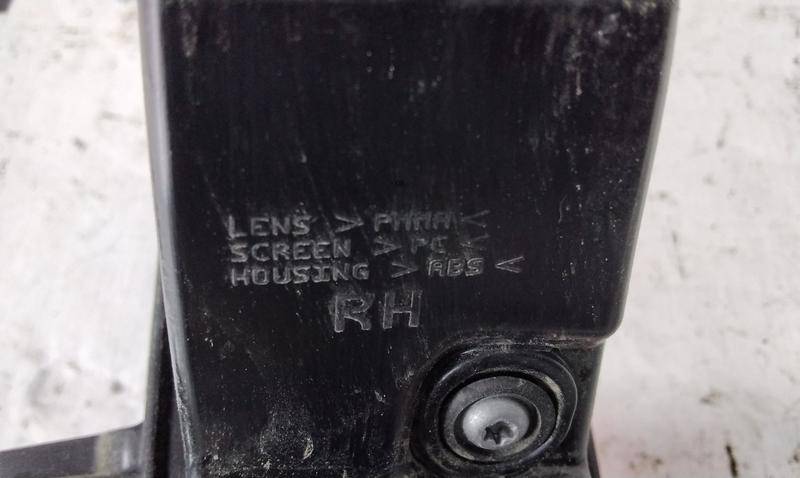 LENS > PMMA <
SCREEN > PC <
HOUSING > ABS <
RH